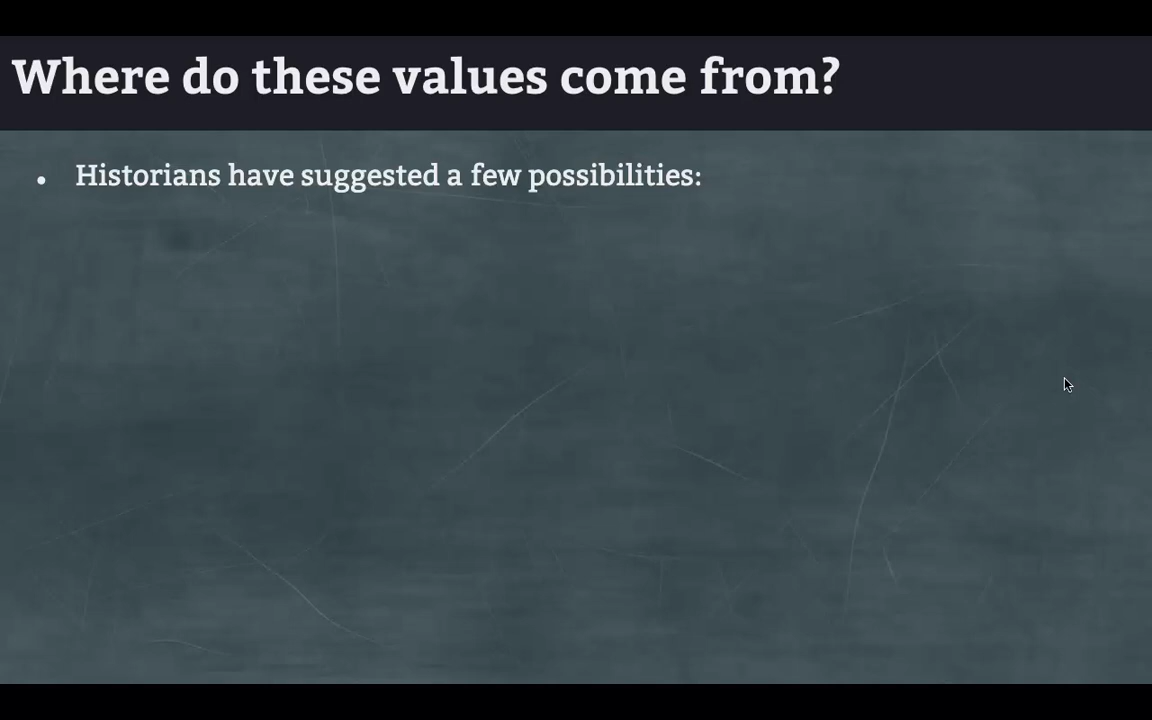 Where do these values come from?
• Historians have suggested a few possibilities: